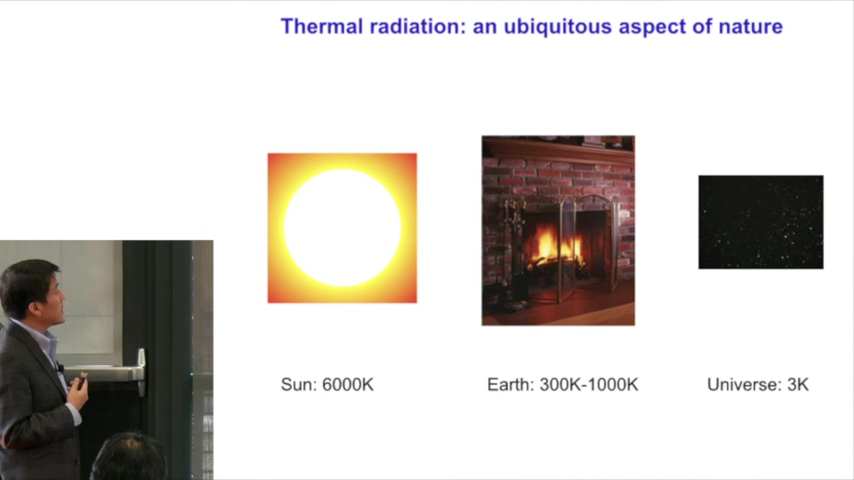 Thermal radiation: an ubiquitous aspect of nature
Sun: 6000K
Earth: 300K-1000K
Universe: 3K